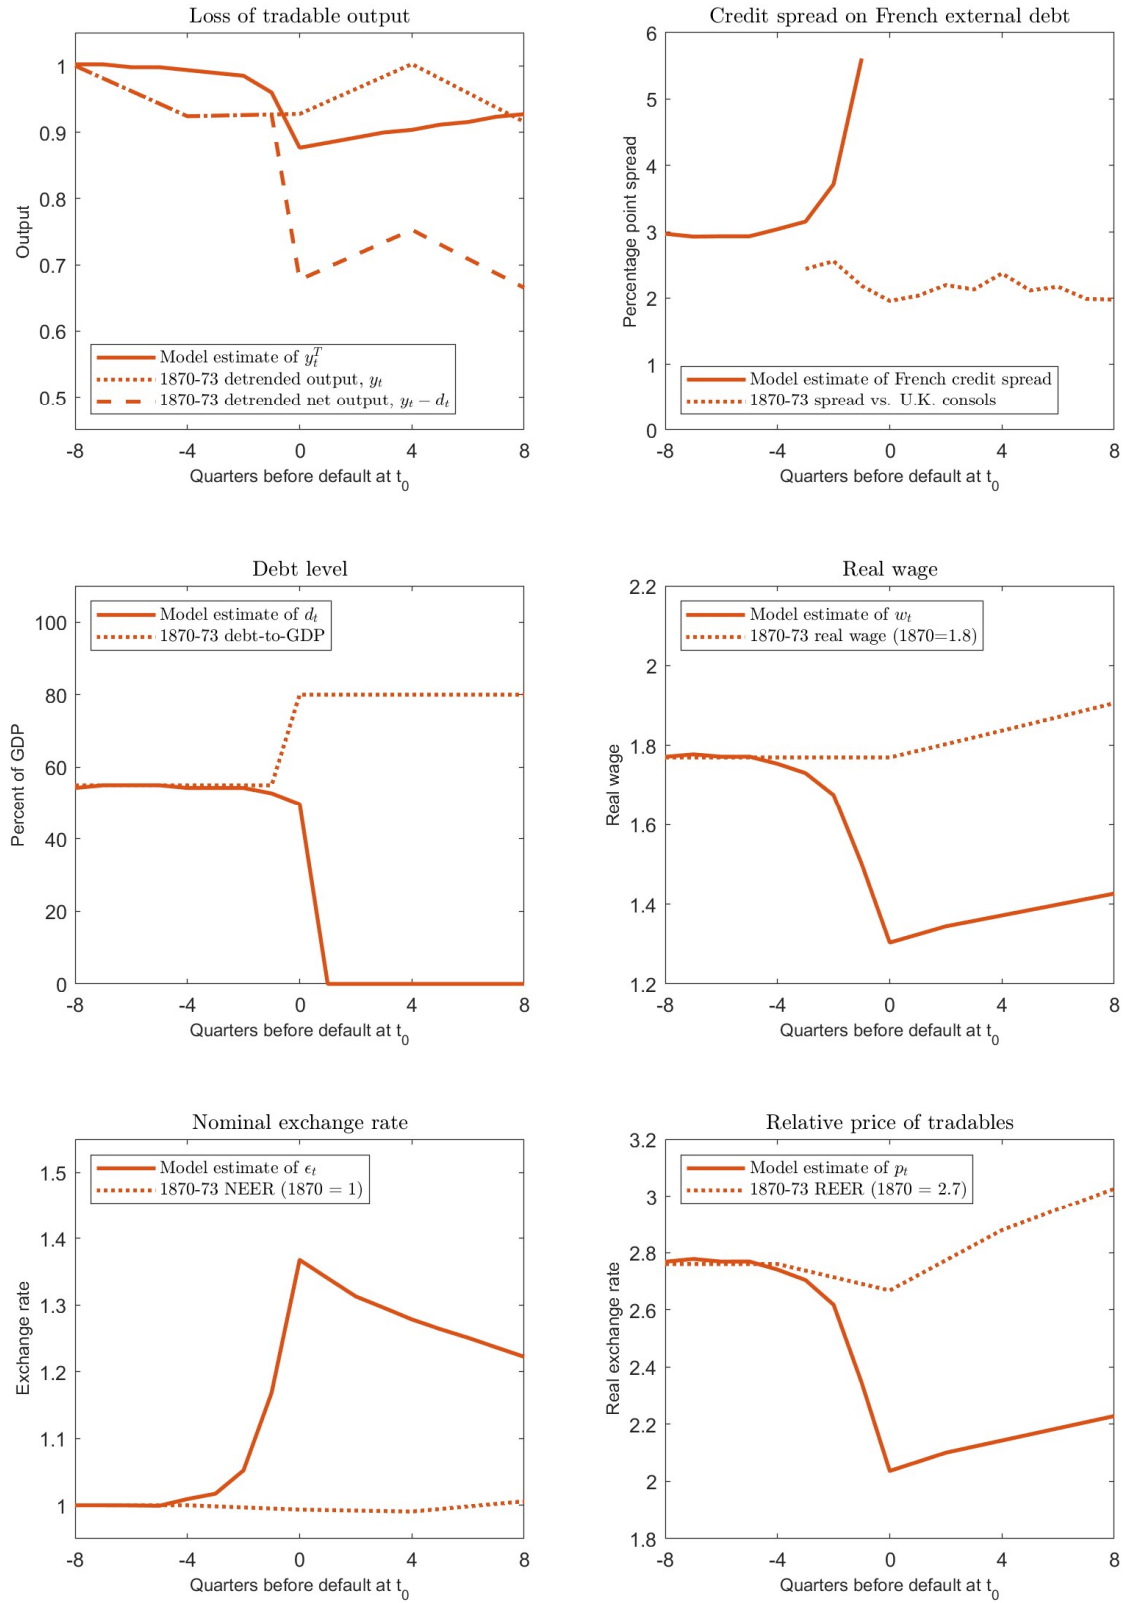 Loss of tradable output
1
0.9
0.8
0.7
0.6
0.5
Output
Model estimate of y_t^T
1870-73 detrended output, y_t
1870-73 detrended net output, y_t − d_t
-8 -4 0 4 8
Quarters before default at t_0
Credit spread on French external debt
6
5
4
3
2
1
0
Percentage point spread
Model estimate of French credit spread
1870-73 spread vs. U.K. consols
-8 -4 0 4 8
Quarters before default at t_0
Debt level
100
80
60
40
20
0
Percent of GDP
Model estimate of d_t
1870-73 debt-to-GDP
-8 -4 0 4 8
Quarters before default at t_0
Real wage
2.2
2
1.8
1.6
1.4
1.2
Real wage
Model estimate of w_t
1870-73 real wage (1870=1.8)
-8 -4 0 4 8
Quarters before default at t_0
Nominal exchange rate
1.5
1.4
1.3
1.2
1.1
1
Exchange rate
Model estimate of ϵ_t
1870-73 NEER (1870 = 1)
-8 -4 0 4 8
Quarters before default at t_0
Relative price of tradables
3.2
3
2.8
2.6
2.4
2.2
2
1.8
Real exchange rate
Model estimate of p_t
1870-73 REER (1870 = 2.7)
-8 -4 0 4 8
Quarters before default at t_0